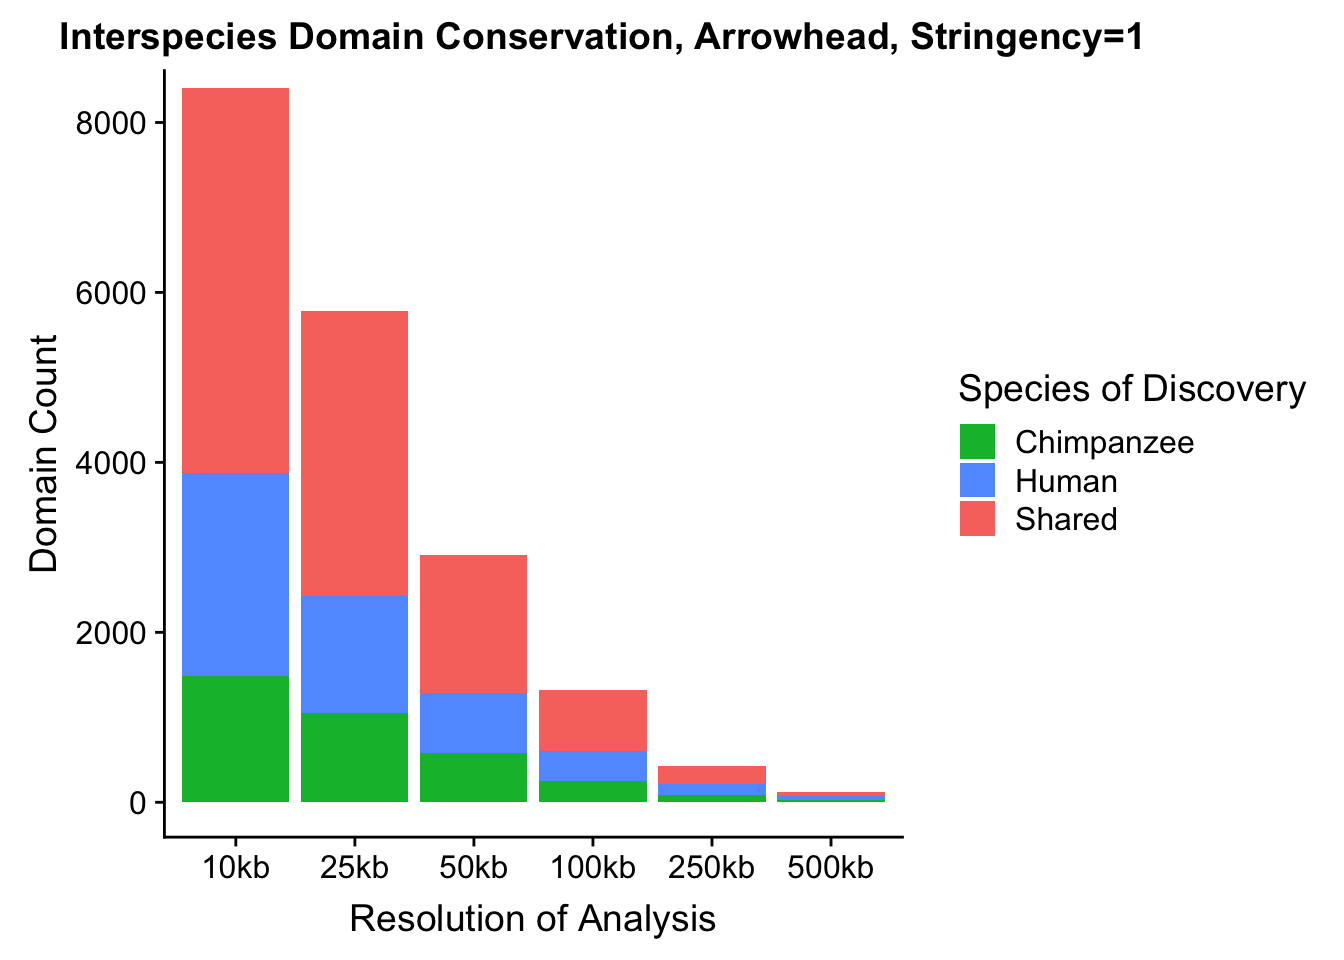 Interspecies Domain Conservation, Arrowhead, Stringency=1
Domain Count
8000
6000
4000
2000
0
10kb 25kb 50kb 100kb 250kb 500kb
Resolution of Analysis
Species of Discovery
Chimpanzee
Human
Shared